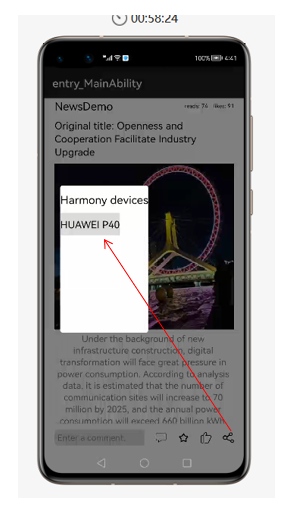 00:58:24
100% 4:41
entry_MainAbility
NewsDemo
reads: 74 likes: 91
Original title: Openness and
Cooperation Facilitate Industry
Upgrade
Harmony devices
HUAWEI P40
Under the background of new
infrastructure construction, digital
transformation will face great pressure in
power consumption. According to analysis
data, it is estimated that the number of
communication sites will increase to 70
million by 2025, and the annual power
consumption will exceed 660 billion kWh.
Enter a comment.